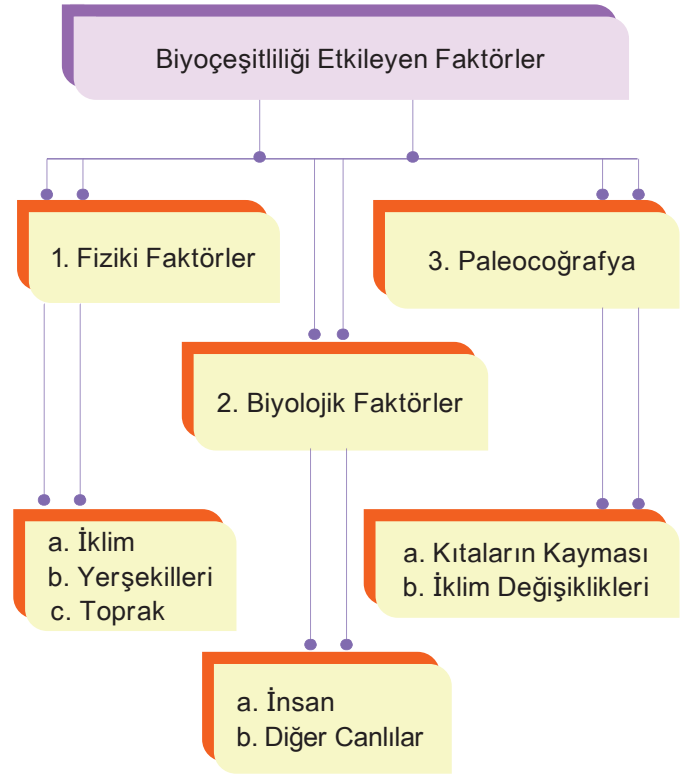 Biyoçeşitliliği Etkileyen Faktörler
1. Fiziki Faktörler
3. Paleocoğrafya
2. Biyolojik Faktörler
a. İklim
b. Yerşekilleri
c. Toprak
a. Kıtaların Kayması
b. İklim Değişiklikleri
a. İnsan
b. Diğer Canlılar